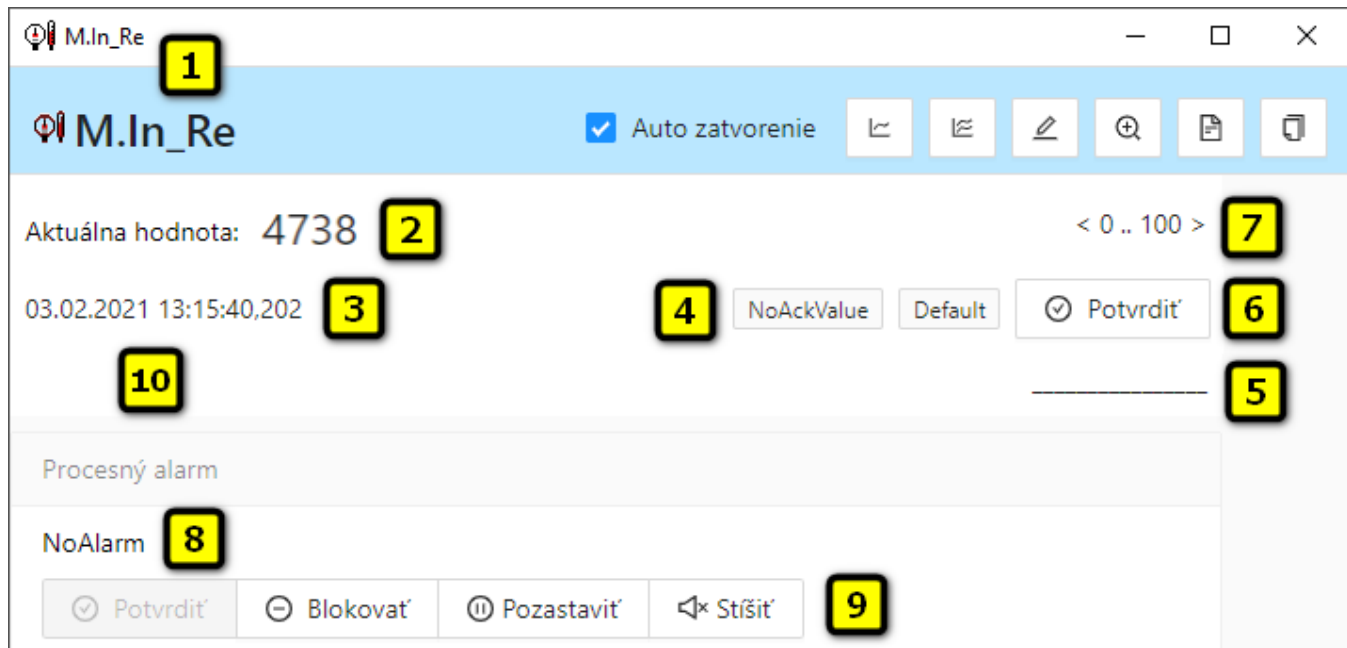 M.In_Re
1
M.In_Re
Auto zatvorenie
Aktuálna hodnota: 4738 2
< 0 .. 100 > 7
03.02.2021 13:15:40,202 3
4 NoAckValue Default Potvrdiť 6
10
________________ 5
Procesný alarm
NoAlarm 8
Potvrdiť Blokovať Pozastaviť Stíšiť 9